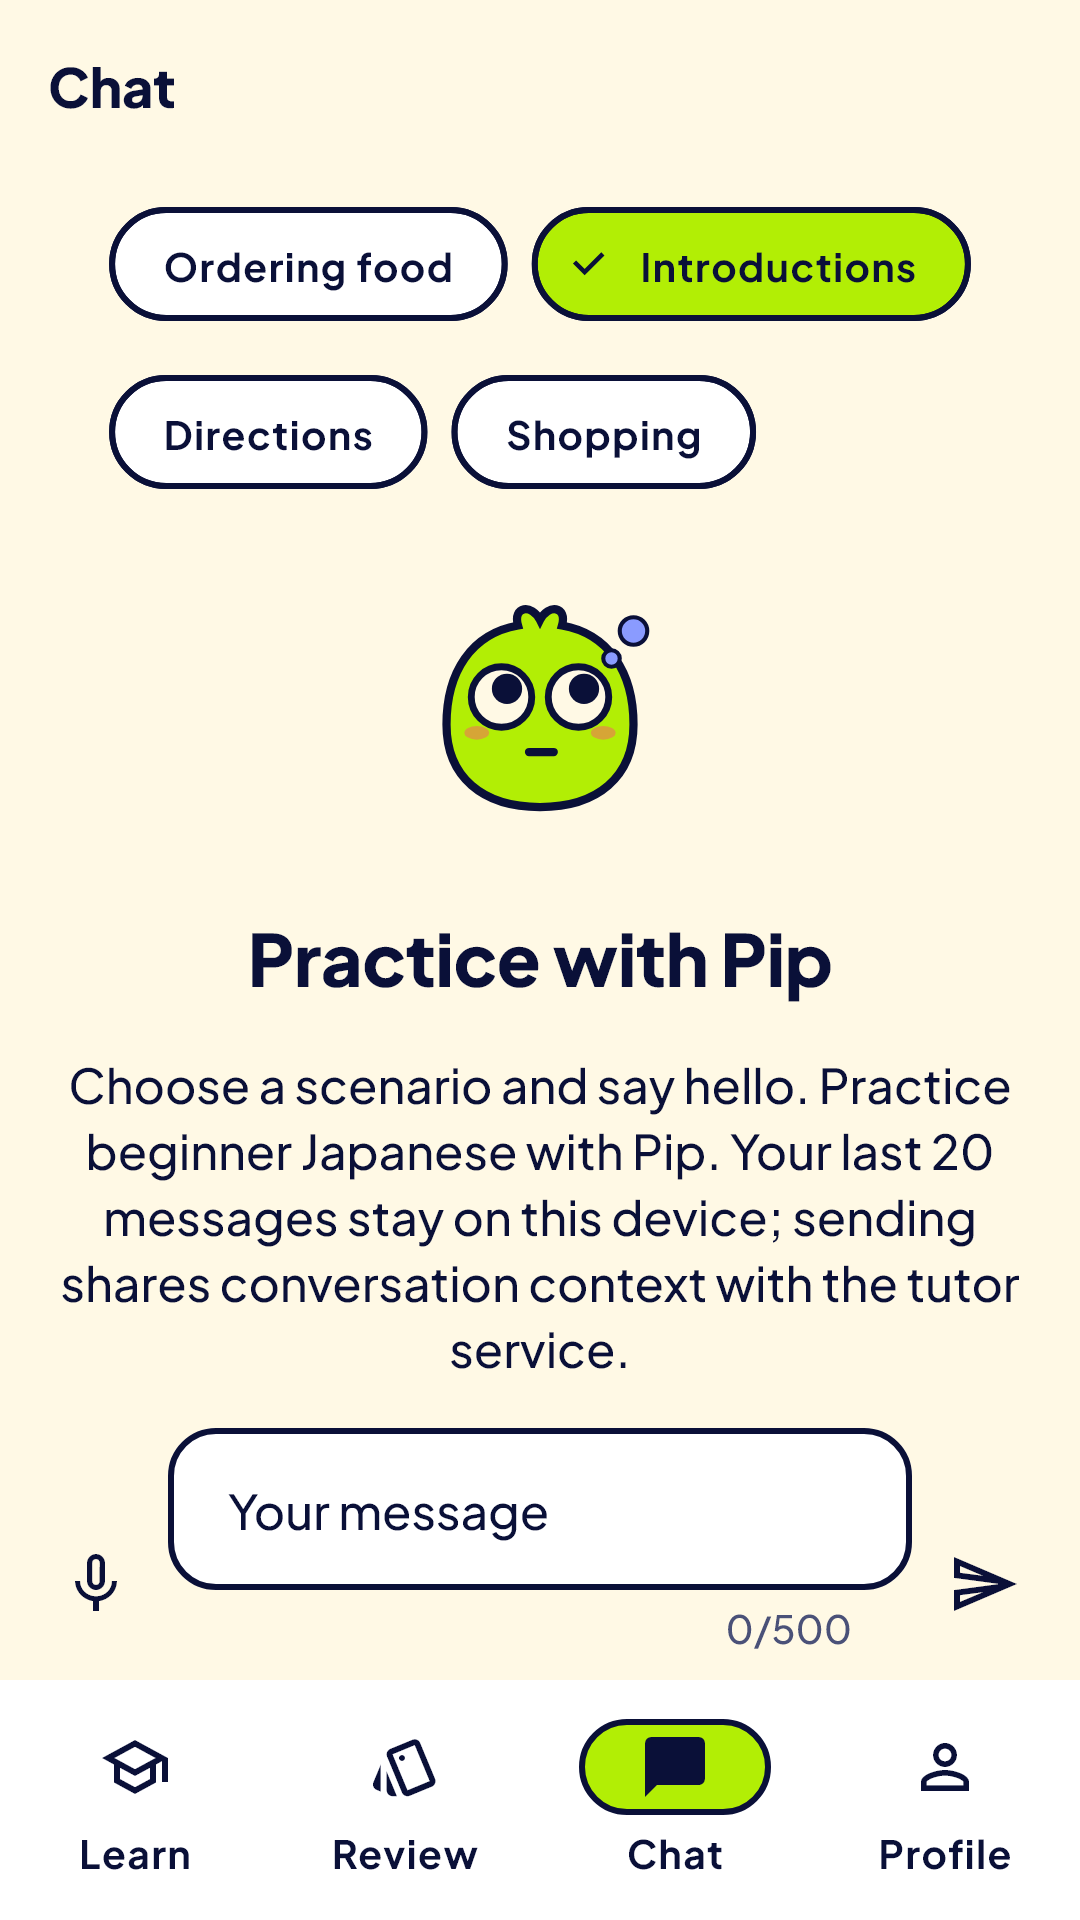 Chat
Ordering food
Introductions
Directions
Shopping
Practice with Pip
Choose a scenario and say hello. Practice
beginner Japanese with Pip. Your last 20
messages stay on this device; sending
shares conversation context with the tutor
service.
Your message
0/500
Learn
Review
Chat
Profile